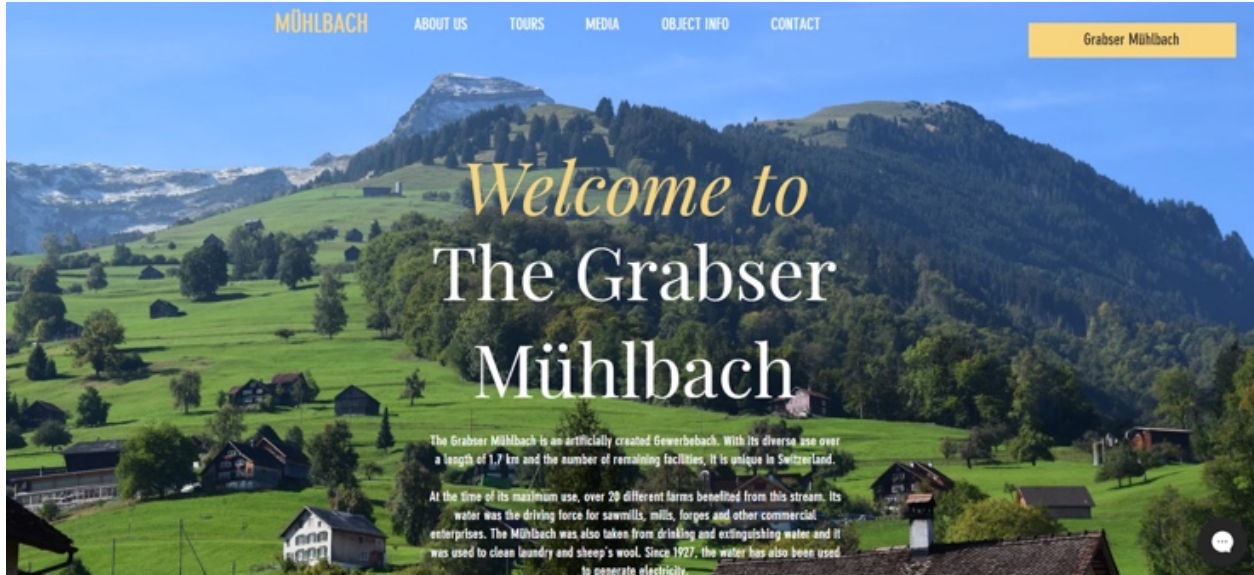 MÜHLBACH
ABOUT US
TOURS
MEDIA
OBJECT INFO
CONTACT
Grabser Mühlbach
Welcome to
The Grabser
Mühlbach
The Grabser Mühlbach is an artificially created Gewerbebach. With its diverse use over
a length of 1.7 km and the number of remaining facilities, it is unique in Switzerland.
At the time of its maximum use, over 20 different farms benefited from this stream. Its
water was the driving force for sawmills, mills, forges and other commercial
enterprises. The Mühlbach was also taken from drinking and extinguishing water and it
was used to clean laundry and sheep's wool. Since 1927, the water has also been used
to generate electricity.